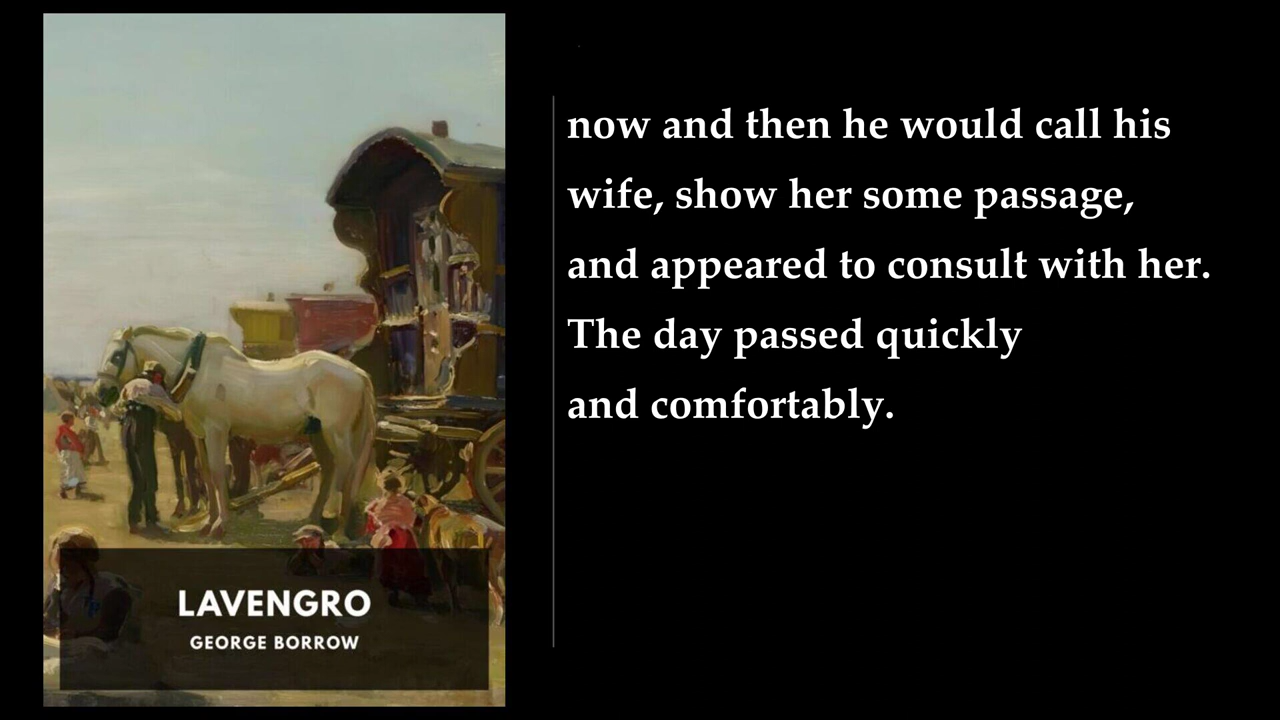 now and then he would call his
wife, show her some passage,
and appeared to consult with her.
The day passed quickly
and comfortably.
LAVENGRO
GEORGE BORROW